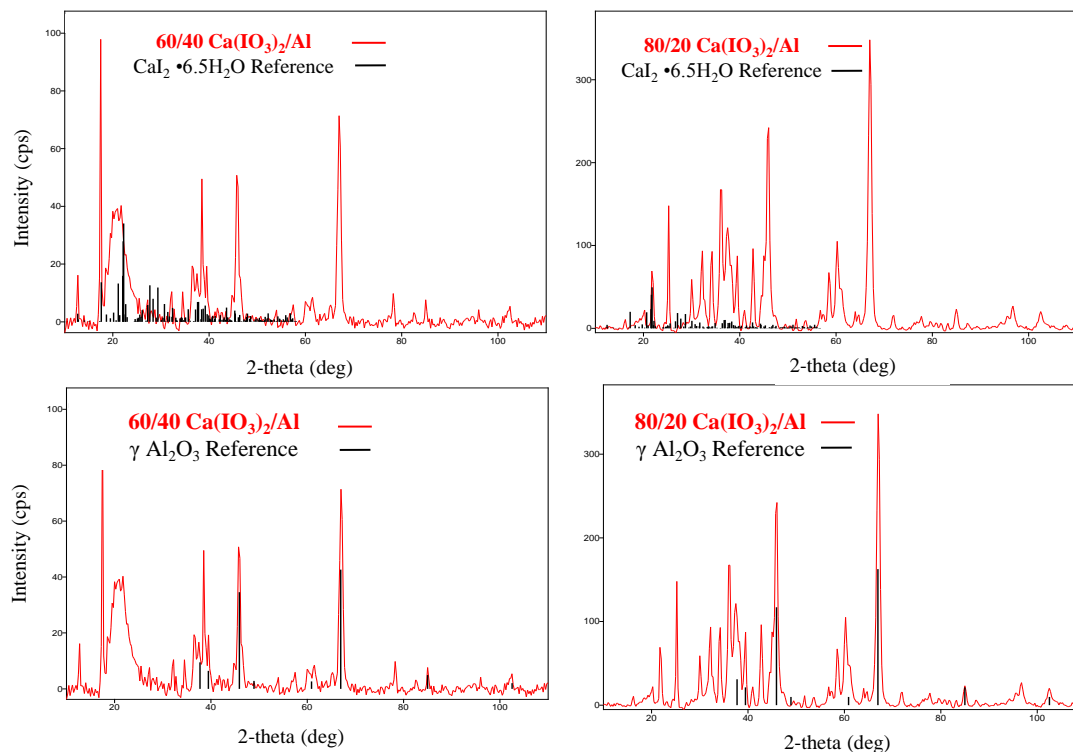 60/40 Ca(IO₃)₂/Al
CaI₂ •6.5H₂O Reference
Intensity (cps)
100
80
60
40
20
0
20
40
60
80
100
2-theta (deg)
80/20 Ca(IO₃)₂/Al
CaI₂ •6.5H₂O Reference
300
200
100
0
20
40
60
80
100
2-theta (deg)
60/40 Ca(IO₃)₂/Al
γ Al₂O₃ Reference
Intensity (cps)
100
80
60
40
20
0
20
40
60
80
100
2-theta (deg)
80/20 Ca(IO₃)₂/Al
γ Al₂O₃ Reference
300
200
100
0
20
40
60
80
100
2-theta (deg)